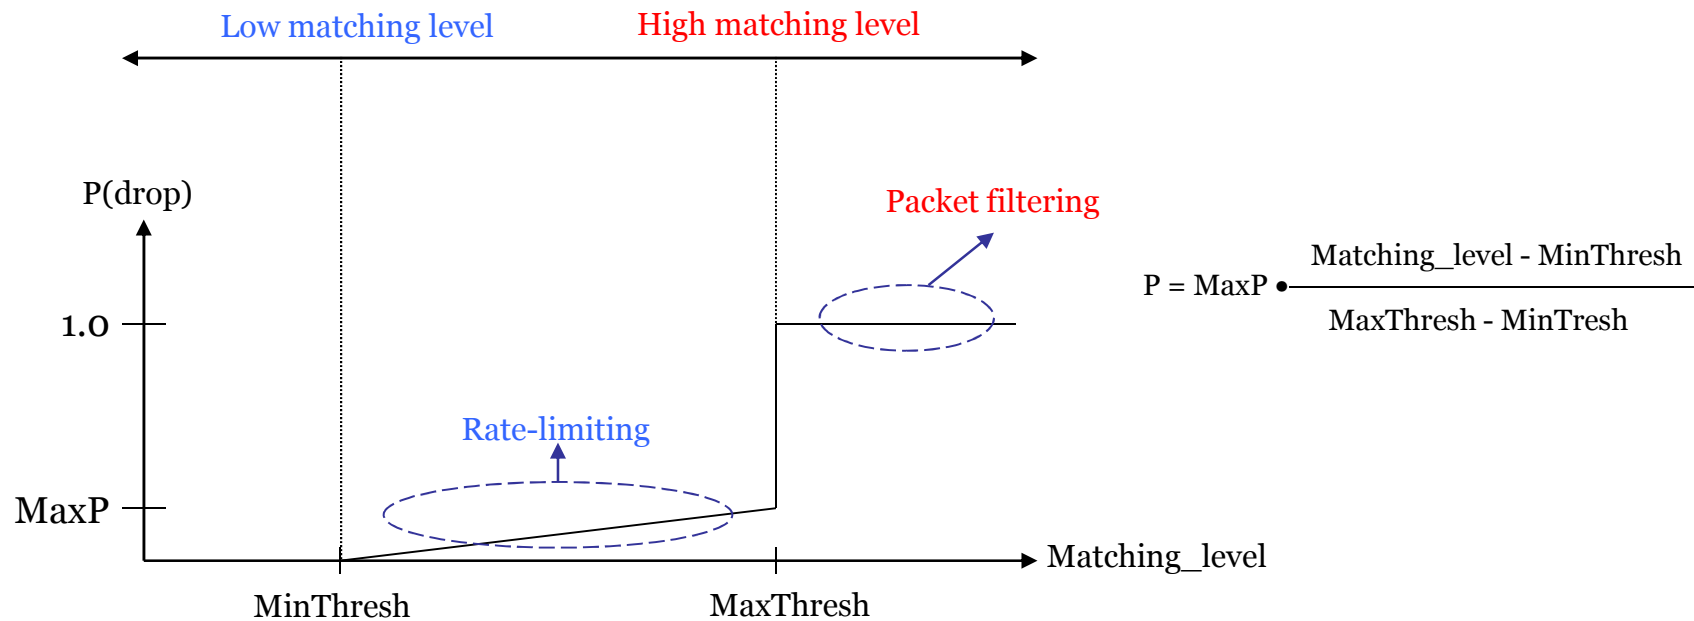 Low matching level
High matching level
P(drop)
Packet filtering
Matching_level - MinThresh
P = MaxP •
MaxThresh - MinTresh
1.0
Rate-limiting
MaxP
Matching_level
MinThresh
MaxThresh